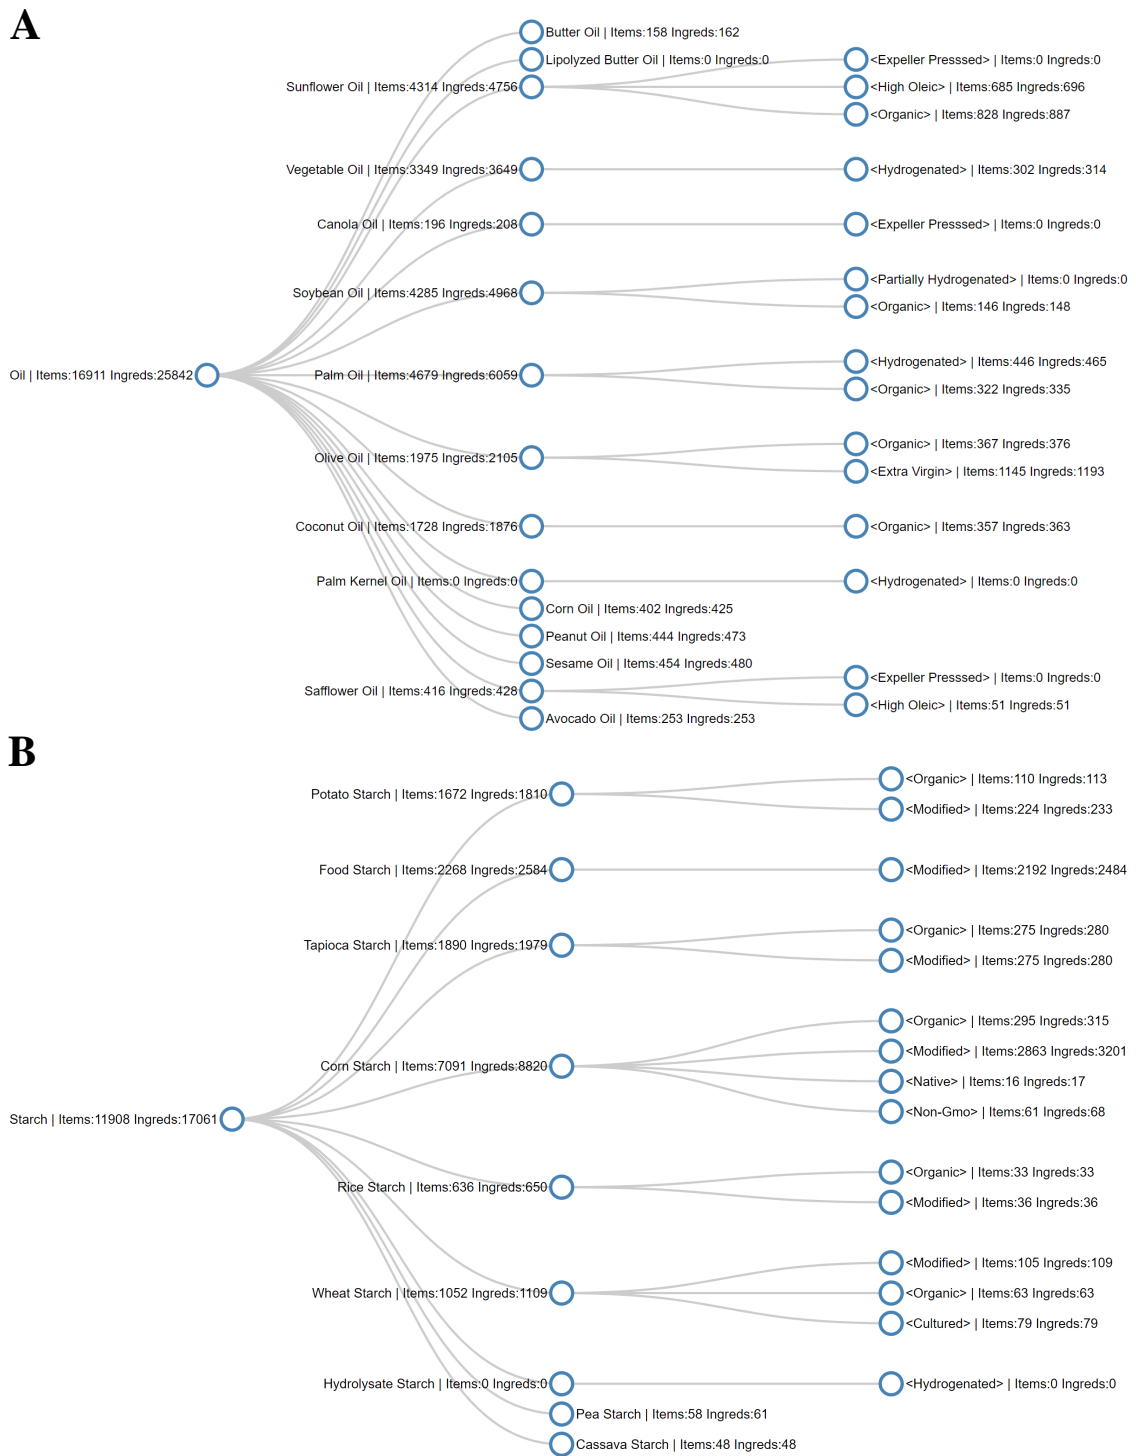 A
Butter Oil | Items:158 Ingreds:162
Lipolyzed Butter Oil | Items:0 Ingreds:0
<Expeller Presssed> | Items:0 Ingreds:0
Sunflower Oil | Items:4314 Ingreds:4756
<High Oleic> | Items:685 Ingreds:696
<Organic> | Items:828 Ingreds:887
Vegetable Oil | Items:3349 Ingreds:3649
<Hydrogenated> | Items:302 Ingreds:314
Canola Oil | Items:196 Ingreds:208
<Expeller Presssed> | Items:0 Ingreds:0
<Partially Hydrogenated> | Items:0 Ingreds:0
Soybean Oil | Items:4285 Ingreds:4968
<Organic> | Items:146 Ingreds:148
<Hydrogenated> | Items:446 Ingreds:465
Oil | Items:16911 Ingreds:25842
Palm Oil | Items:4679 Ingreds:6059
<Organic> | Items:322 Ingreds:335
<Organic> | Items:367 Ingreds:376
Olive Oil | Items:1975 Ingreds:2105
<Extra Virgin> | Items:1145 Ingreds:1193
Coconut Oil | Items:1728 Ingreds:1876
<Organic> | Items:357 Ingreds:363
Palm Kernel Oil | Items:0 Ingreds:0
<Hydrogenated> | Items:0 Ingreds:0
Corn Oil | Items:402 Ingreds:425
Peanut Oil | Items:444 Ingreds:473
Sesame Oil | Items:454 Ingreds:480
<Expeller Presssed> | Items:0 Ingreds:0
Safflower Oil | Items:416 Ingreds:428
<High Oleic> | Items:51 Ingreds:51
Avocado Oil | Items:253 Ingreds:253
B
<Organic> | Items:110 Ingreds:113
Potato Starch | Items:1672 Ingreds:1810
<Modified> | Items:224 Ingreds:233
Food Starch | Items:2268 Ingreds:2584
<Modified> | Items:2192 Ingreds:2484
<Organic> | Items:275 Ingreds:280
Tapioca Starch | Items:1890 Ingreds:1979
<Modified> | Items:275 Ingreds:280
<Organic> | Items:295 Ingreds:315
<Modified> | Items:2863 Ingreds:3201
Corn Starch | Items:7091 Ingreds:8820
<Native> | Items:16 Ingreds:17
<Non-Gmo> | Items:61 Ingreds:68
Starch | Items:11908 Ingreds:17061
<Organic> | Items:33 Ingreds:33
Rice Starch | Items:636 Ingreds:650
<Modified> | Items:36 Ingreds:36
<Modified> | Items:105 Ingreds:109
Wheat Starch | Items:1052 Ingreds:1109
<Organic> | Items:63 Ingreds:63
<Cultured> | Items:79 Ingreds:79
Hydrolysate Starch | Items:0 Ingreds:0
<Hydrogenated> | Items:0 Ingreds:0
Pea Starch | Items:58 Ingreds:61
Cassava Starch | Items:48 Ingreds:48